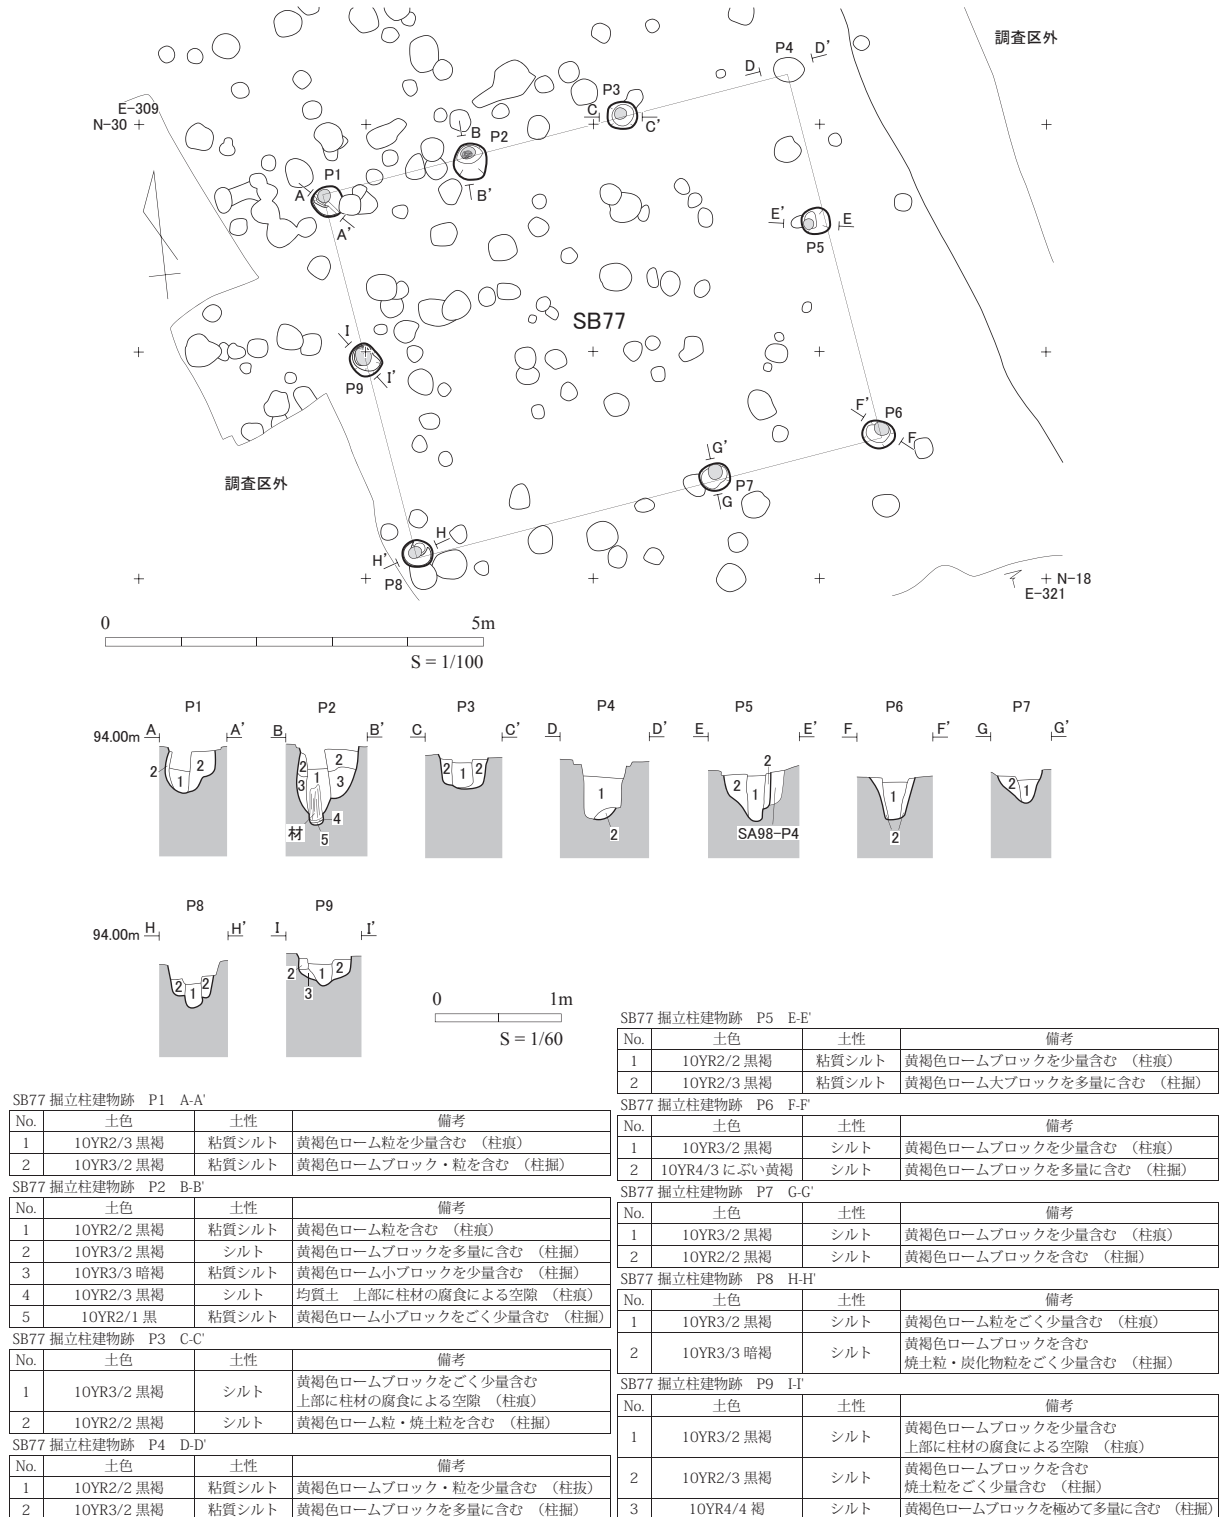 調査区外
P4
D
D'
P3
C
C'
E-309
N-30
B
P2
B'
P1
A
A'
E'
E
P5
SB77
I
P9
I'
F'
P6
F
G'
P7
G
調査区外
H
H'
P8
N-18
E-321
0 5m
S = 1/100
P1 P2 P3 P4 P5 P6 P7
94.00m A A' B B' C C' D D' E E' F F' G G'
2 1 2
2 3 1 2 3 4 5 材
2 1 2
1 2
2 1 2 SA98-P4
1 2
2 1
P8 P9
94.00m H H' I I'
2 1 2
2 1 2 3
0 1m
S = 1/60
SB77 掘立柱建物跡 P1 A-A'
No. 土色 土性 備考
1 10YR2/3 黒褐 粘質シルト 黄褐色ローム粒を少量含む （柱痕）
2 10YR3/2 黒褐 粘質シルト 黄褐色ロームブロック・粒を含む （柱掘）
SB77 掘立柱建物跡 P2 B-B'
No. 土色 土性 備考
1 10YR2/2 黒褐 粘質シルト 黄褐色ローム粒を含む （柱痕）
2 10YR3/2 黒褐 シルト 黄褐色ロームブロックを多量に含む （柱掘）
3 10YR3/3 暗褐 粘質シルト 黄褐色ローム小ブロックを少量含む （柱掘）
4 10YR2/3 黒褐 シルト 均質土 上部に柱材の腐食による空隙 （柱痕）
5 10YR2/1 黒 粘質シルト 黄褐色ローム小ブロックをごく少量含む （柱掘）
SB77 掘立柱建物跡 P3 C-C'
No. 土色 土性 備考
1 10YR3/2 黒褐 シルト 黄褐色ロームブロックをごく少量含む
上部に柱材の腐食による空隙 （柱痕）
2 10YR2/2 黒褐 シルト 黄褐色ローム粒・焼土粒を含む （柱掘）
SB77 掘立柱建物跡 P4 D-D'
No. 土色 土性 備考
1 10YR2/2 黒褐 粘質シルト 黄褐色ロームブロック・粒を少量含む （柱抜）
2 10YR3/2 黒褐 粘質シルト 黄褐色ロームブロックを多量に含む （柱掘）
SB77 掘立柱建物跡 P5 E-E'
No. 土色 土性 備考
1 10YR2/2 黒褐 粘質シルト 黄褐色ロームブロックを少量含む （柱痕）
2 10YR2/3 黒褐 粘質シルト 黄褐色ローム大ブロックを多量に含む （柱掘）
SB77 掘立柱建物跡 P6 F-F'
No. 土色 土性 備考
1 10YR3/2 黒褐 シルト 黄褐色ロームブロックを少量含む （柱痕）
2 10YR4/3 にぶい黄褐 シルト 黄褐色ロームブロックを多量に含む （柱掘）
SB77 掘立柱建物跡 P7 G-G'
No. 土色 土性 備考
1 10YR3/2 黒褐 シルト 黄褐色ロームブロックを少量含む （柱痕）
2 10YR2/2 黒褐 シルト 黄褐色ロームブロックを含む （柱掘）
SB77 掘立柱建物跡 P8 H-H'
No. 土色 土性 備考
1 10YR3/2 黒褐 シルト 黄褐色ローム粒をごく少量含む （柱痕）
2 10YR3/3 暗褐 シルト 黄褐色ロームブロックを含む
焼土粒・炭化物粒をごく少量含む （柱掘）
SB77 掘立柱建物跡 P9 I-I'
No. 土色 土性 備考
1 10YR3/2 黒褐 シルト 黄褐色ロームブロックを少量含む
上部に柱材の腐食による空隙 （柱痕）
2 10YR2/3 黒褐 シルト 黄褐色ロームブロックを含む
焼土粒をごく少量含む （柱掘）
3 10YR4/4 褐 シルト 黄褐色ロームブロックを極めて多量に含む （柱掘）